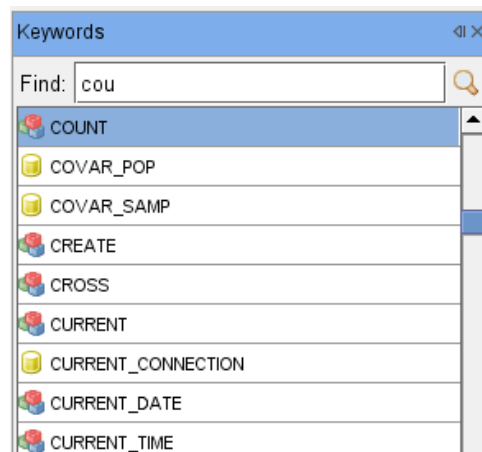 Keywords
Find: cou
COUNT
COVAR_POP
COVAR_SAMP
CREATE
CROSS
CURRENT
CURRENT_CONNECTION
CURRENT_DATE
CURRENT_TIME